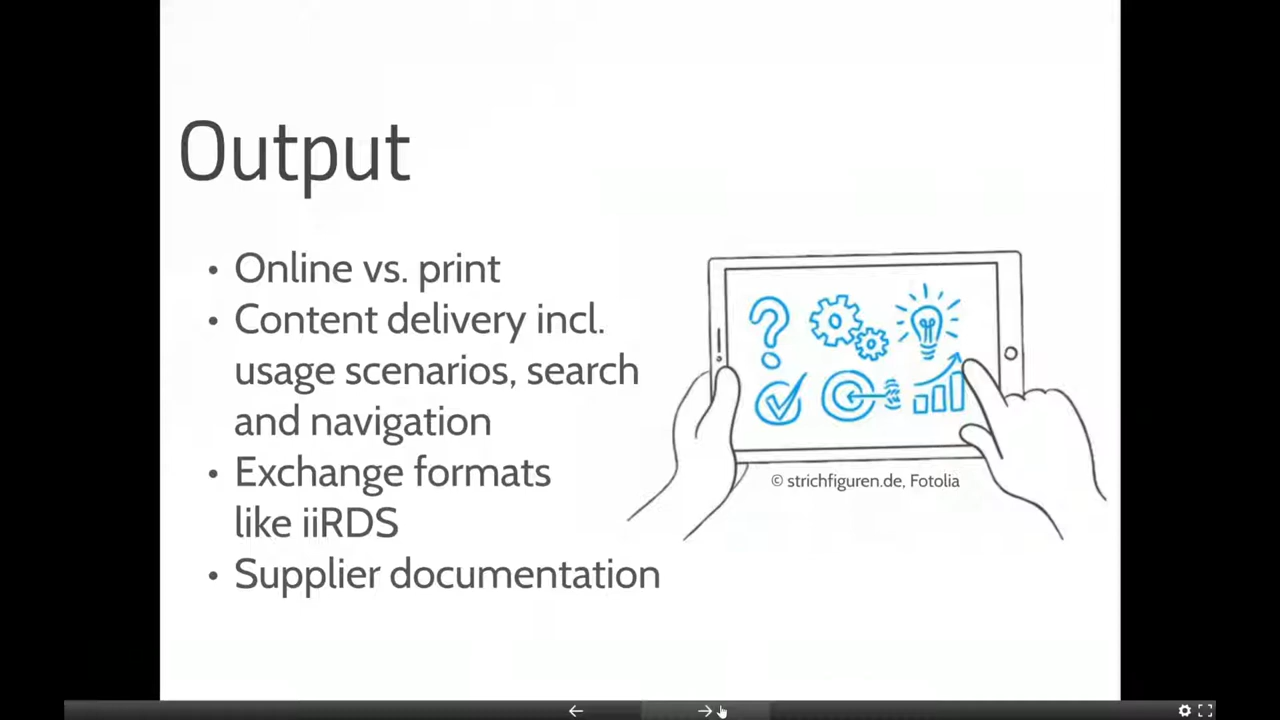 Output
• Online vs. print
• Content delivery incl.
usage scenarios, search
and navigation
• Exchange formats
like iiRDS
• Supplier documentation
© strichfiguren.de, Fotolia